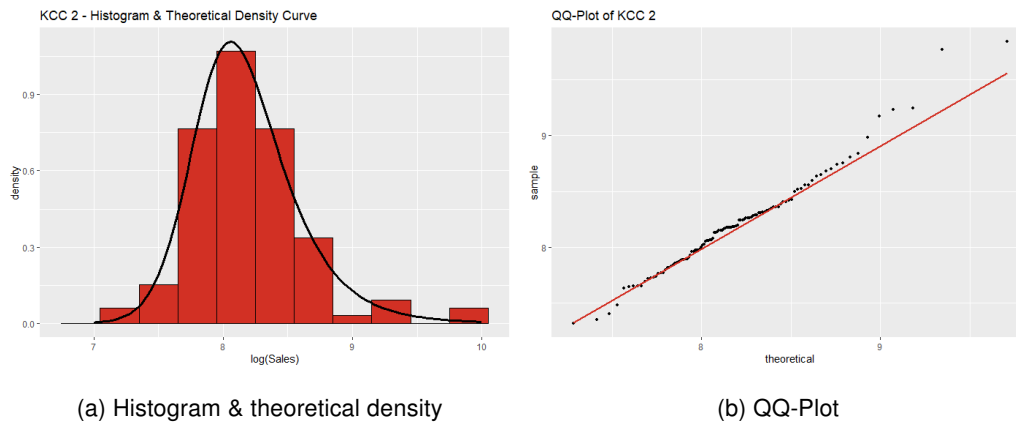 KCC 2 - Histogram & Theoretical Density Curve
density
0.9
0.6
0.3
0.0
7
8
9
10
log(Sales)
(a) Histogram & theoretical density
QQ-Plot of KCC 2
sample
9
8
8
9
theoretical
(b) QQ-Plot